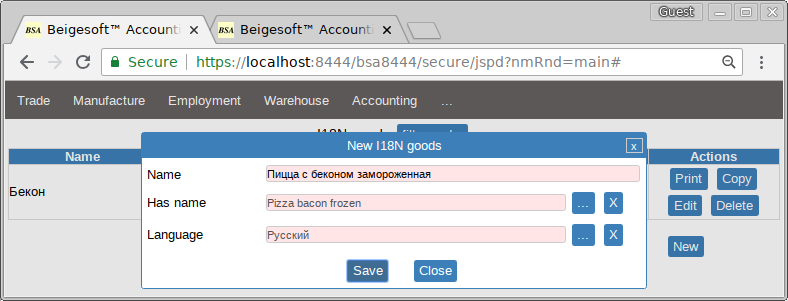 Guest
BSA Beigesoft™ Accounti
BSA Beigesoft™ Accounti
Secure https://localhost:8444/bsa8444/secure/jspd?nmRnd=main#
Trade Manufacture Employment Warehouse Accounting ...
New I18N goods x
Name Actions
Name Пицца с беконом замороженная
Print Copy
Бекон
Has name Pizza bacon frozen ... X
Edit Delete
Language Русский ... X
New
Save Close